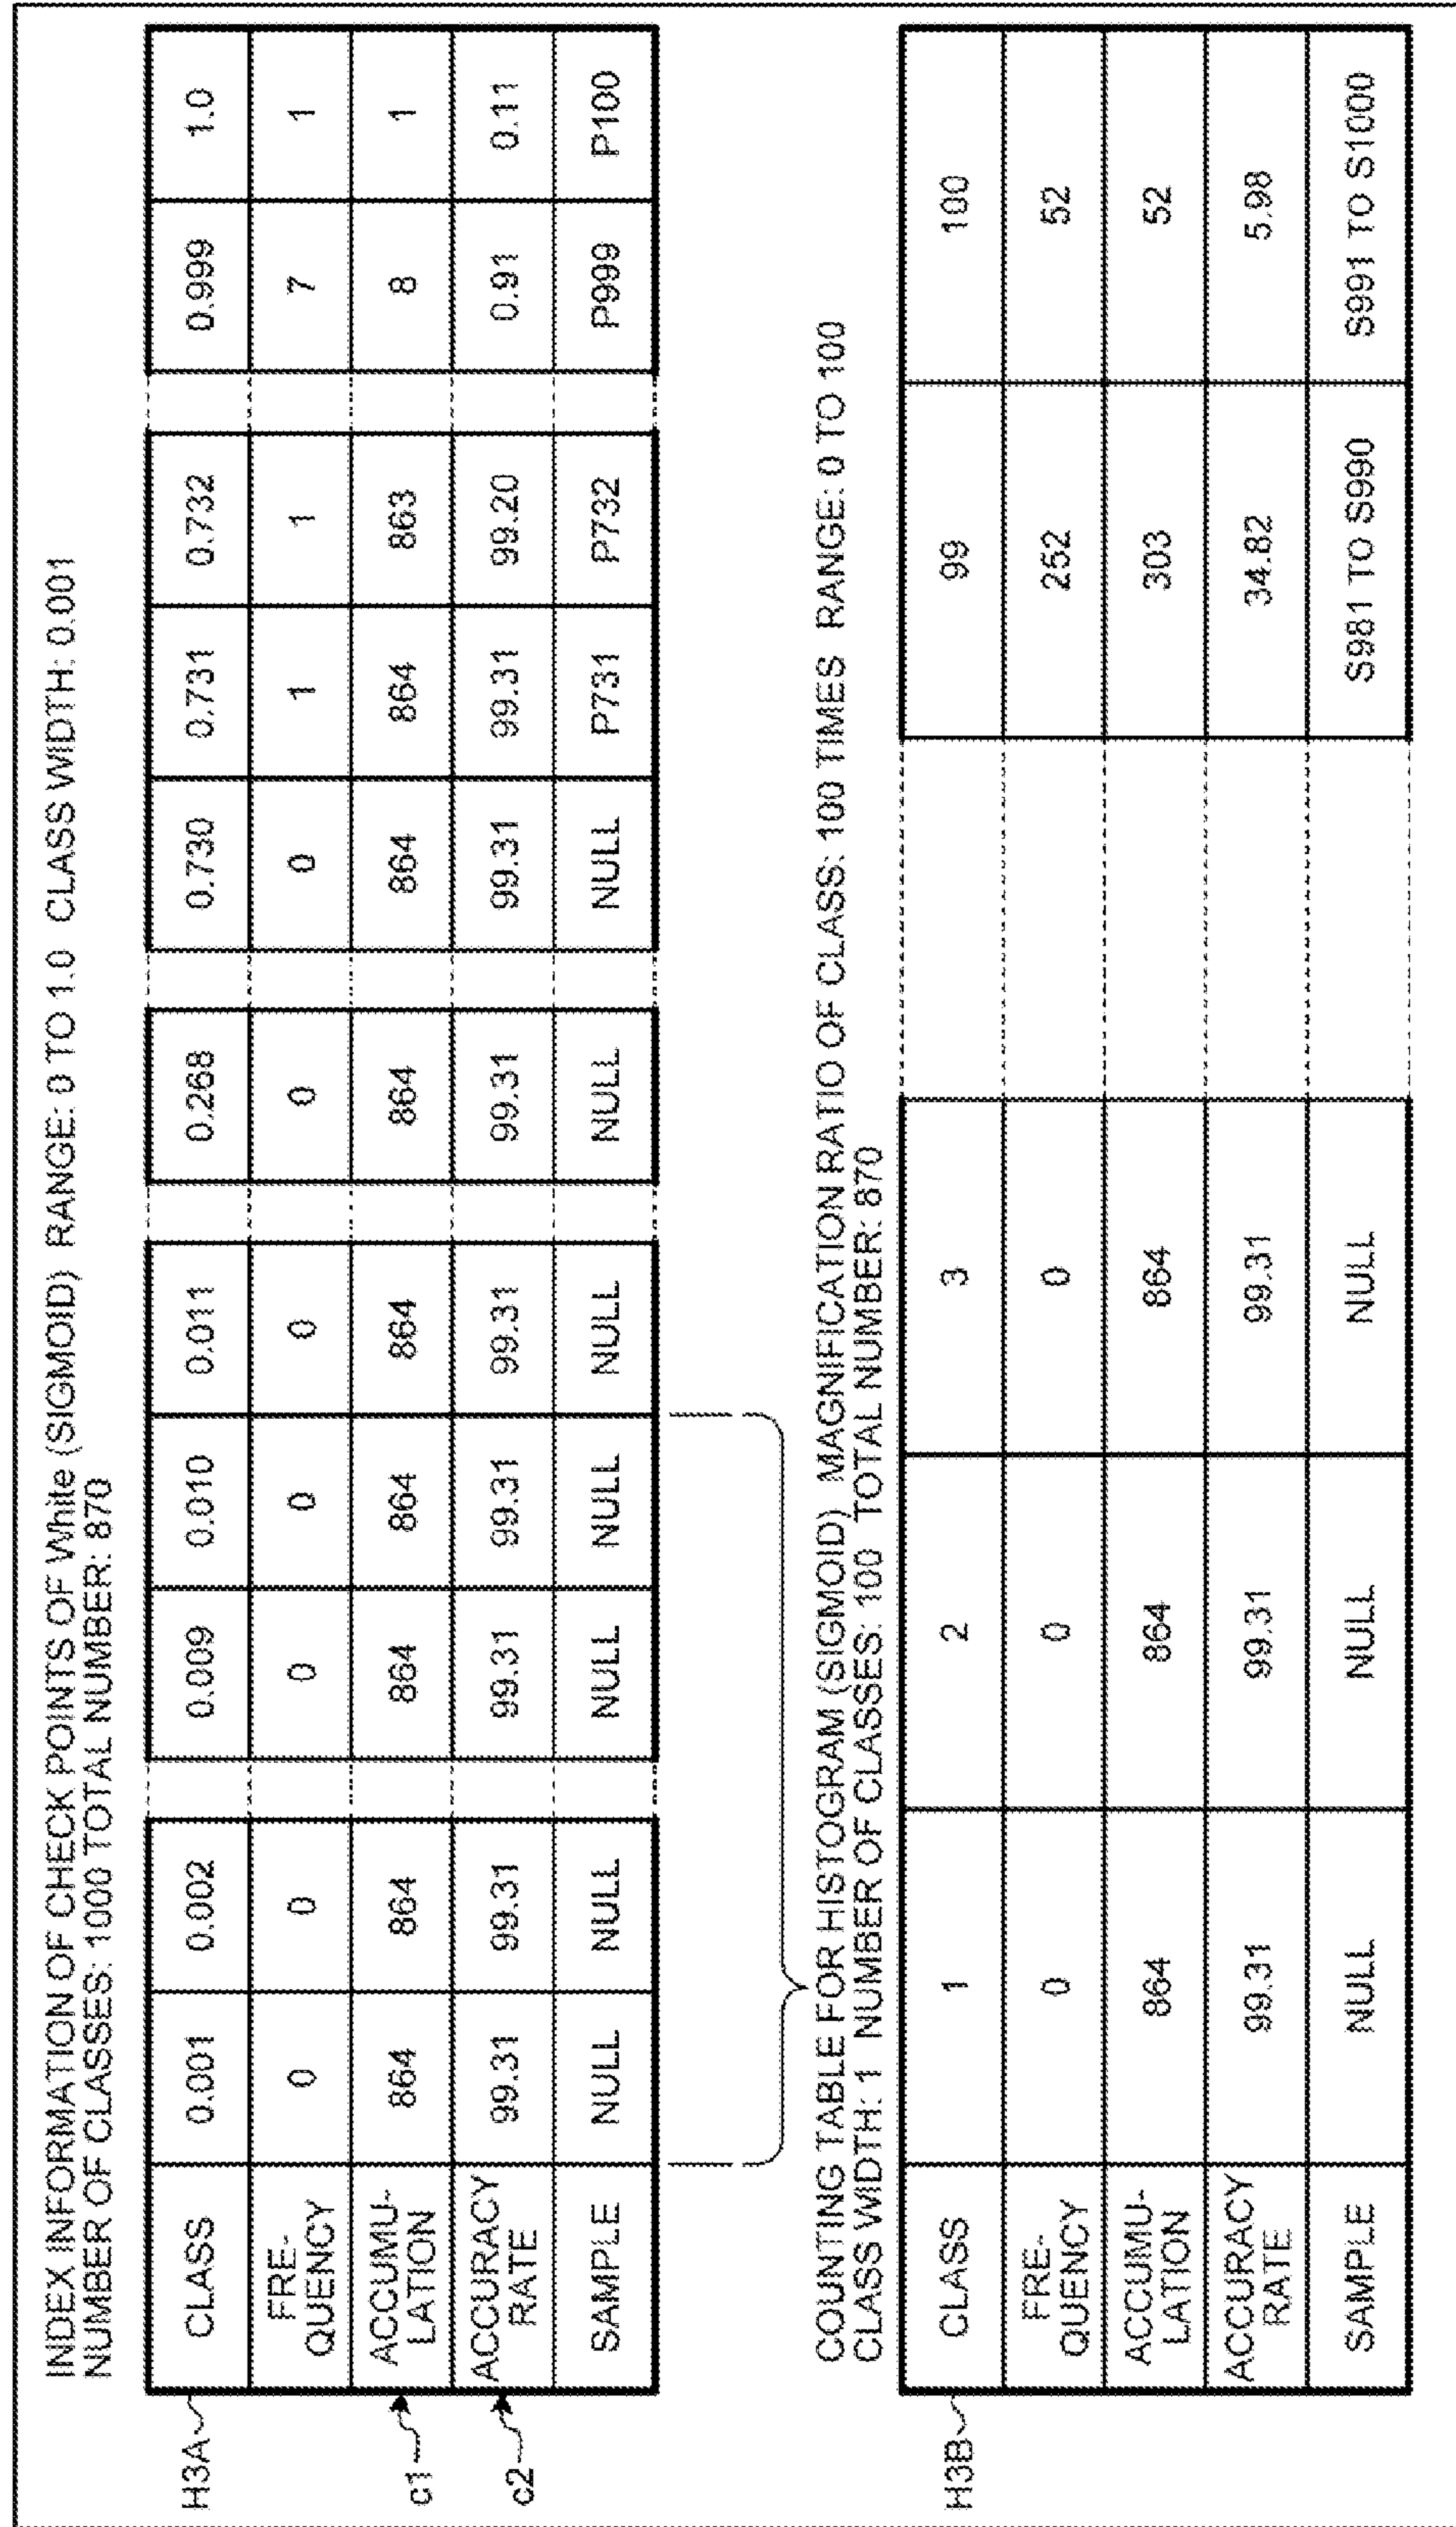 INDEX INFORMATION OF CHECK POINTS OF White (SIGMOID) RANGE: 0 TO 1.0 CLASS WIDTH: 0.001
NUMBER OF CLASSES: 1000 TOTAL NUMBER: 870
H3A
CLASS 0.001 0.002 0.009 0.010 0.011 0.268 0.730 0.731 0.732 0.999 1.0
FRE-
QUENCY 0 0 0 0 0 0 0 1 1 7 1
c1
ACCUMU-
LATION 864 864 864 864 864 864 864 864 863 8 1
c2
ACCURACY
RATE 99.31 99.31 99.31 99.31 99.31 99.31 99.31 99.31 99.20 0.91 0.11
SAMPLE NULL NULL NULL NULL NULL NULL NULL P731 P732 P999 P100
COUNTING TABLE FOR HISTOGRAM (SIGMOID) MAGNIFICATION RATIO OF CLASS: 100 TIMES RANGE: 0 TO 100
CLASS WIDTH: 1 NUMBER OF CLASSES: 100 TOTAL NUMBER: 870
H3B
CLASS 1 2 3 99 100
FRE-
QUENCY 0 0 0 252 52
ACCUMU-
LATION 864 864 864 303 52
ACCURACY
RATE 99.31 99.31 99.31 34.82 5.98
SAMPLE NULL NULL NULL S981 TO S990 S991 TO S1000